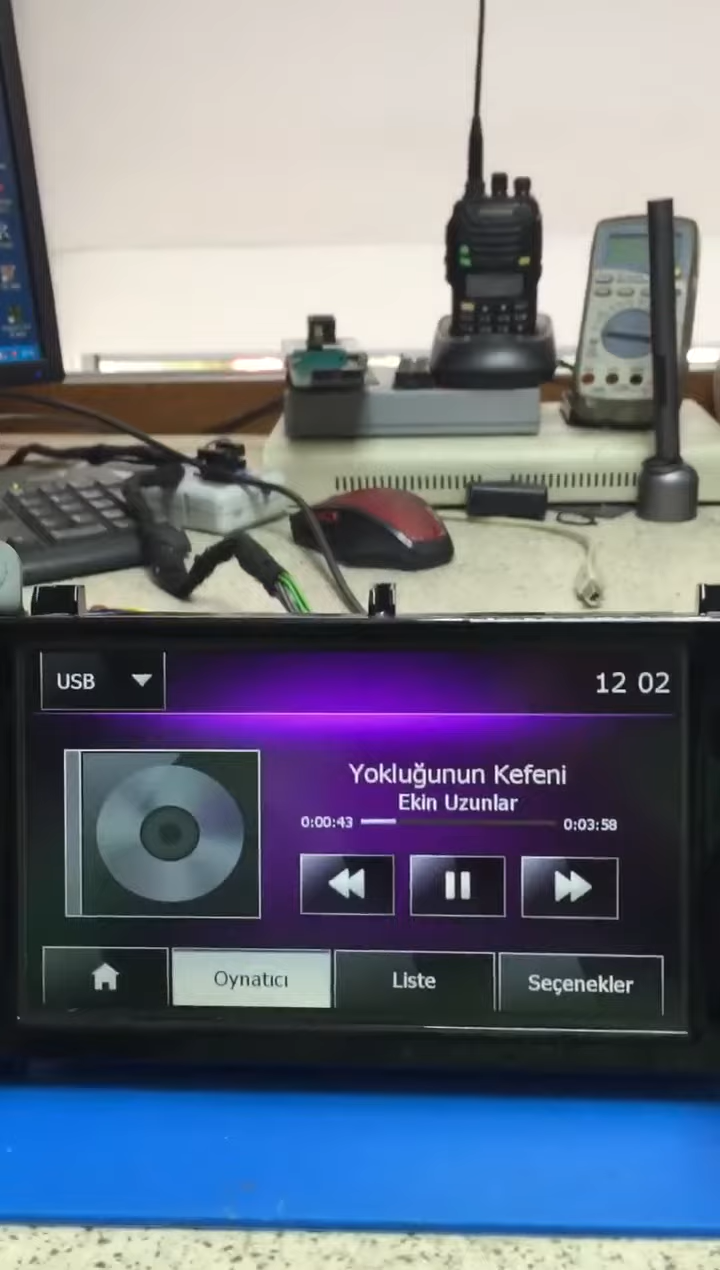 USB
12 02
Yokluğunun Kefeni
Ekin Uzunlar
0:00:43
0:03:58
Oynatıcı
Liste
Seçenekler